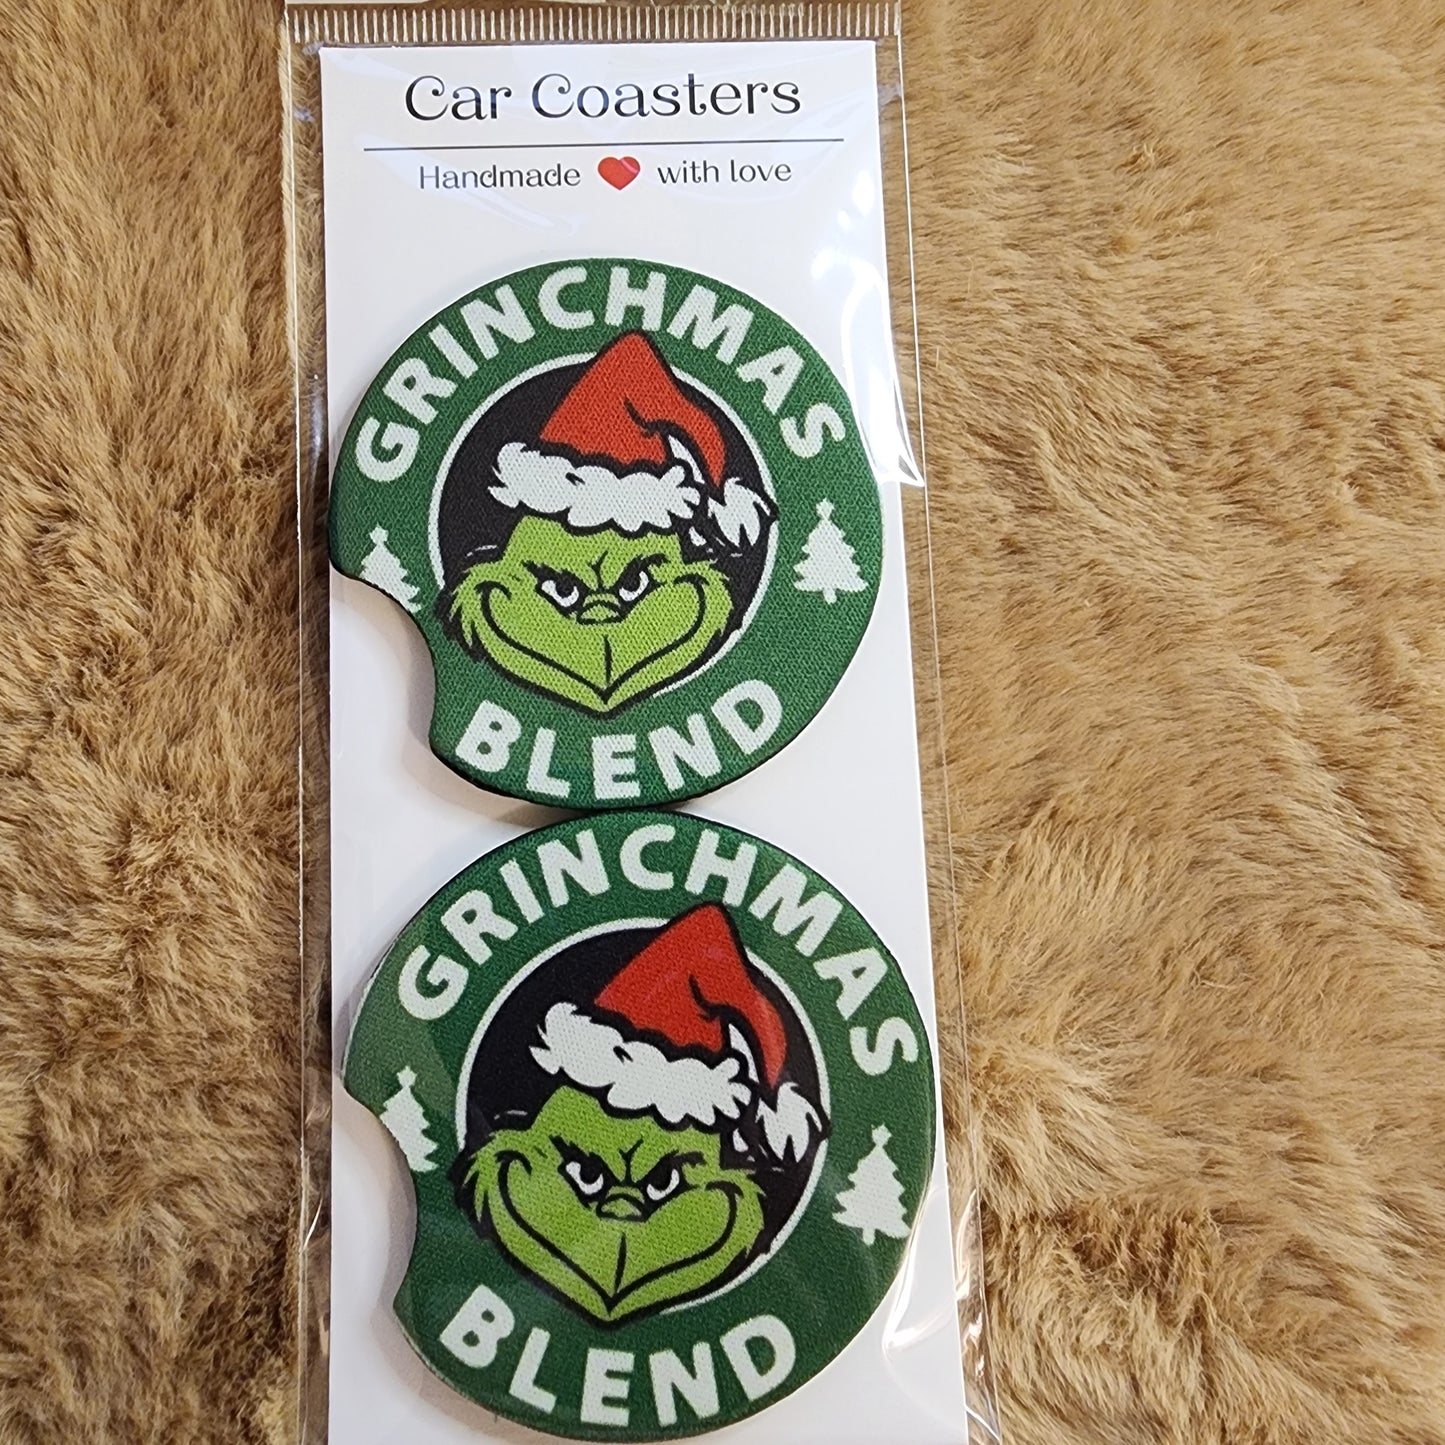 Car Coasters
Handmade with love
GRINCHMAS
BLEND
GRINCHMAS
BLEND